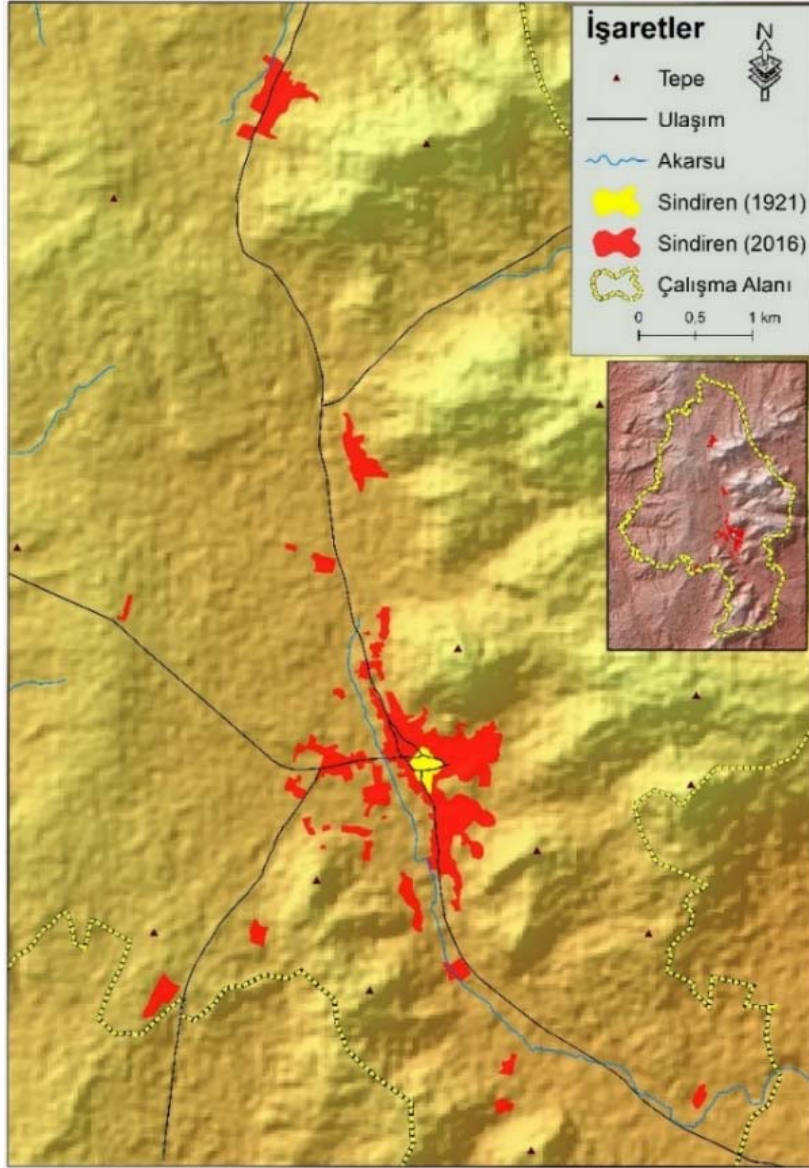 İşaretler
N
Tepe
Ulaşım
Akarsu
Sindiren (1921)
Sindiren (2016)
Çalışma Alanı
0 0,5 1 km